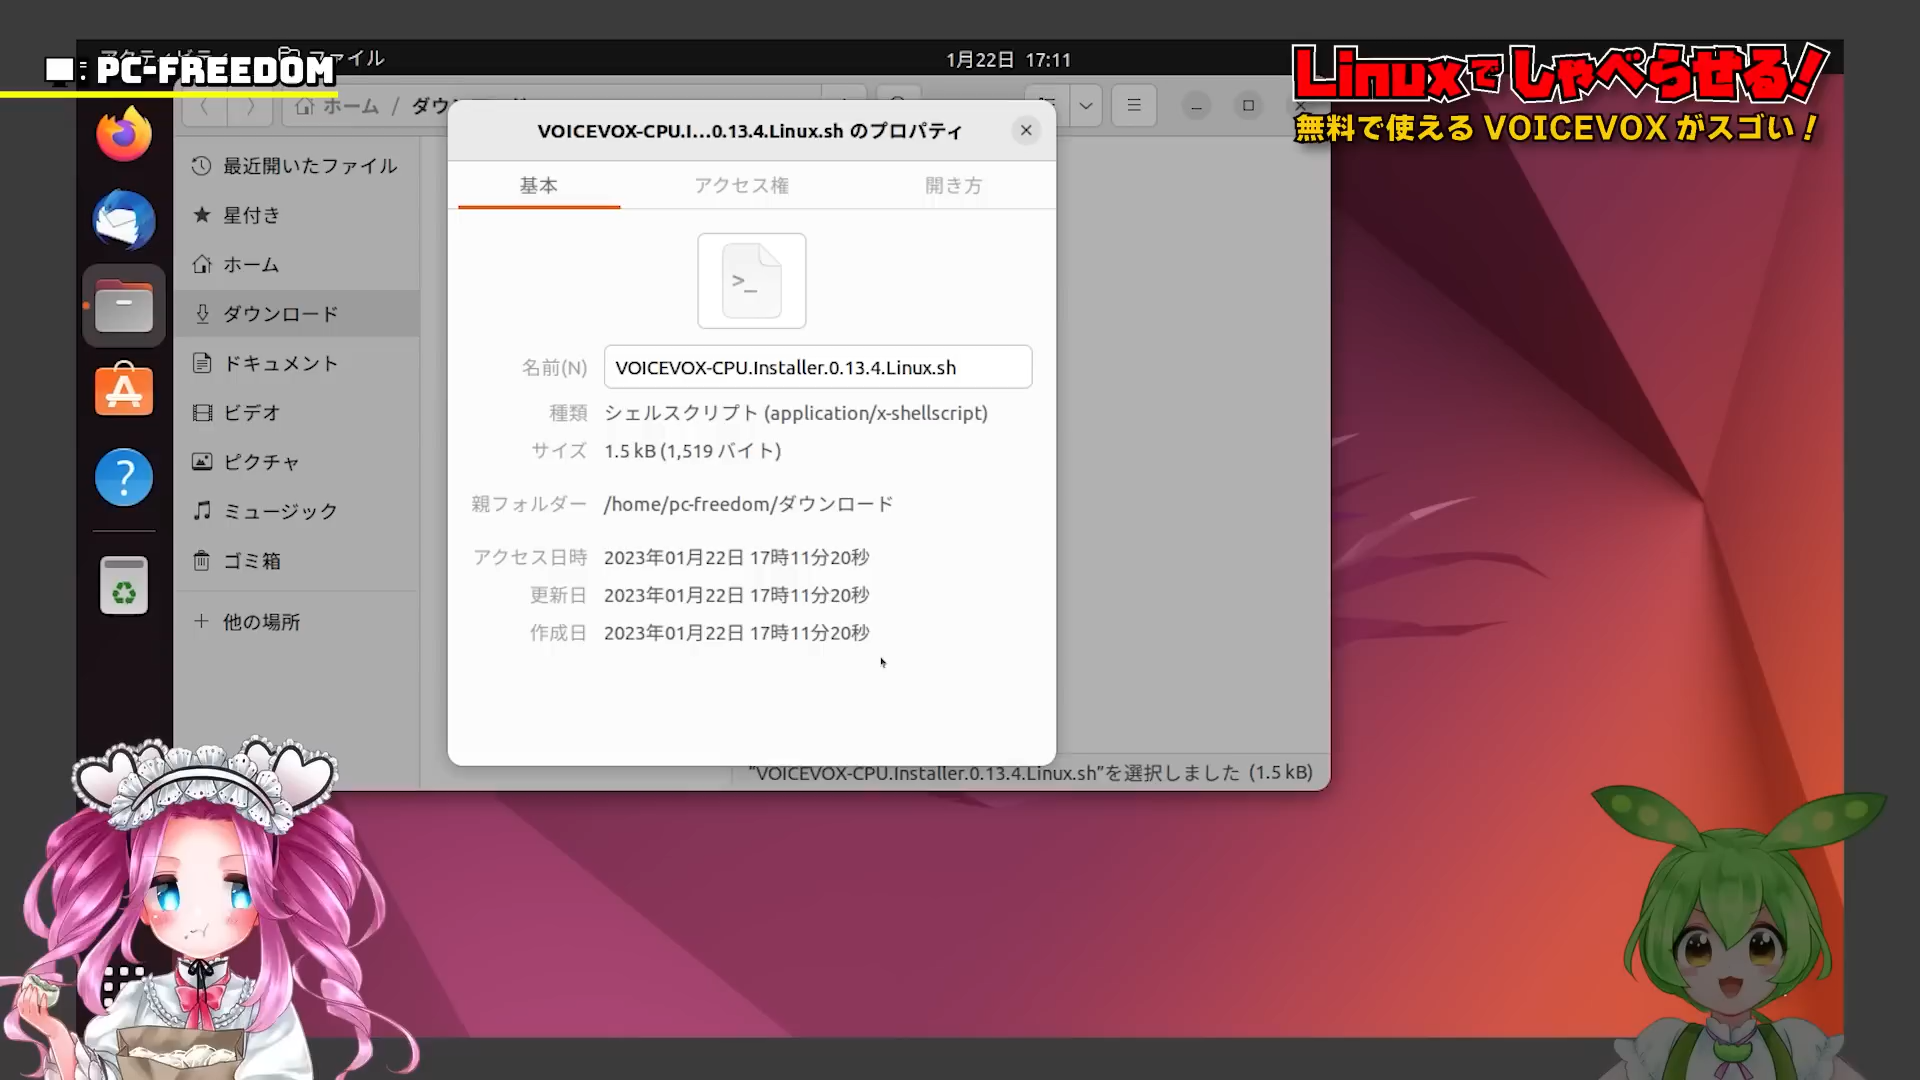 PC-FREEDOM
ファイル
1月22日 17:11
Linuxでしゃべらせる!
無料で使える VOICEVOX がスゴい!
ホーム / ダウ
最近開いたファイル
星付き
ホーム
ダウンロード
ドキュメント
ビデオ
ピクチャ
ミュージック
ゴミ箱
他の場所
VOICEVOX-CPU.I...0.13.4.Linux.sh のプロパティ
基本
アクセス権
開き方
名前(N) VOICEVOX-CPU.Installer.0.13.4.Linux.sh
種類 シェルスクリプト (application/x-shellscript)
サイズ 1.5 kB (1,519 バイト)
親フォルダー /home/pc-freedom/ダウンロード
アクセス日時 2023年01月22日 17時11分20秒
更新日 2023年01月22日 17時11分20秒
作成日 2023年01月22日 17時11分20秒
"VOICEVOX-CPU.Installer.0.13.4.Linux.sh"を選択しました (1.5 kB)